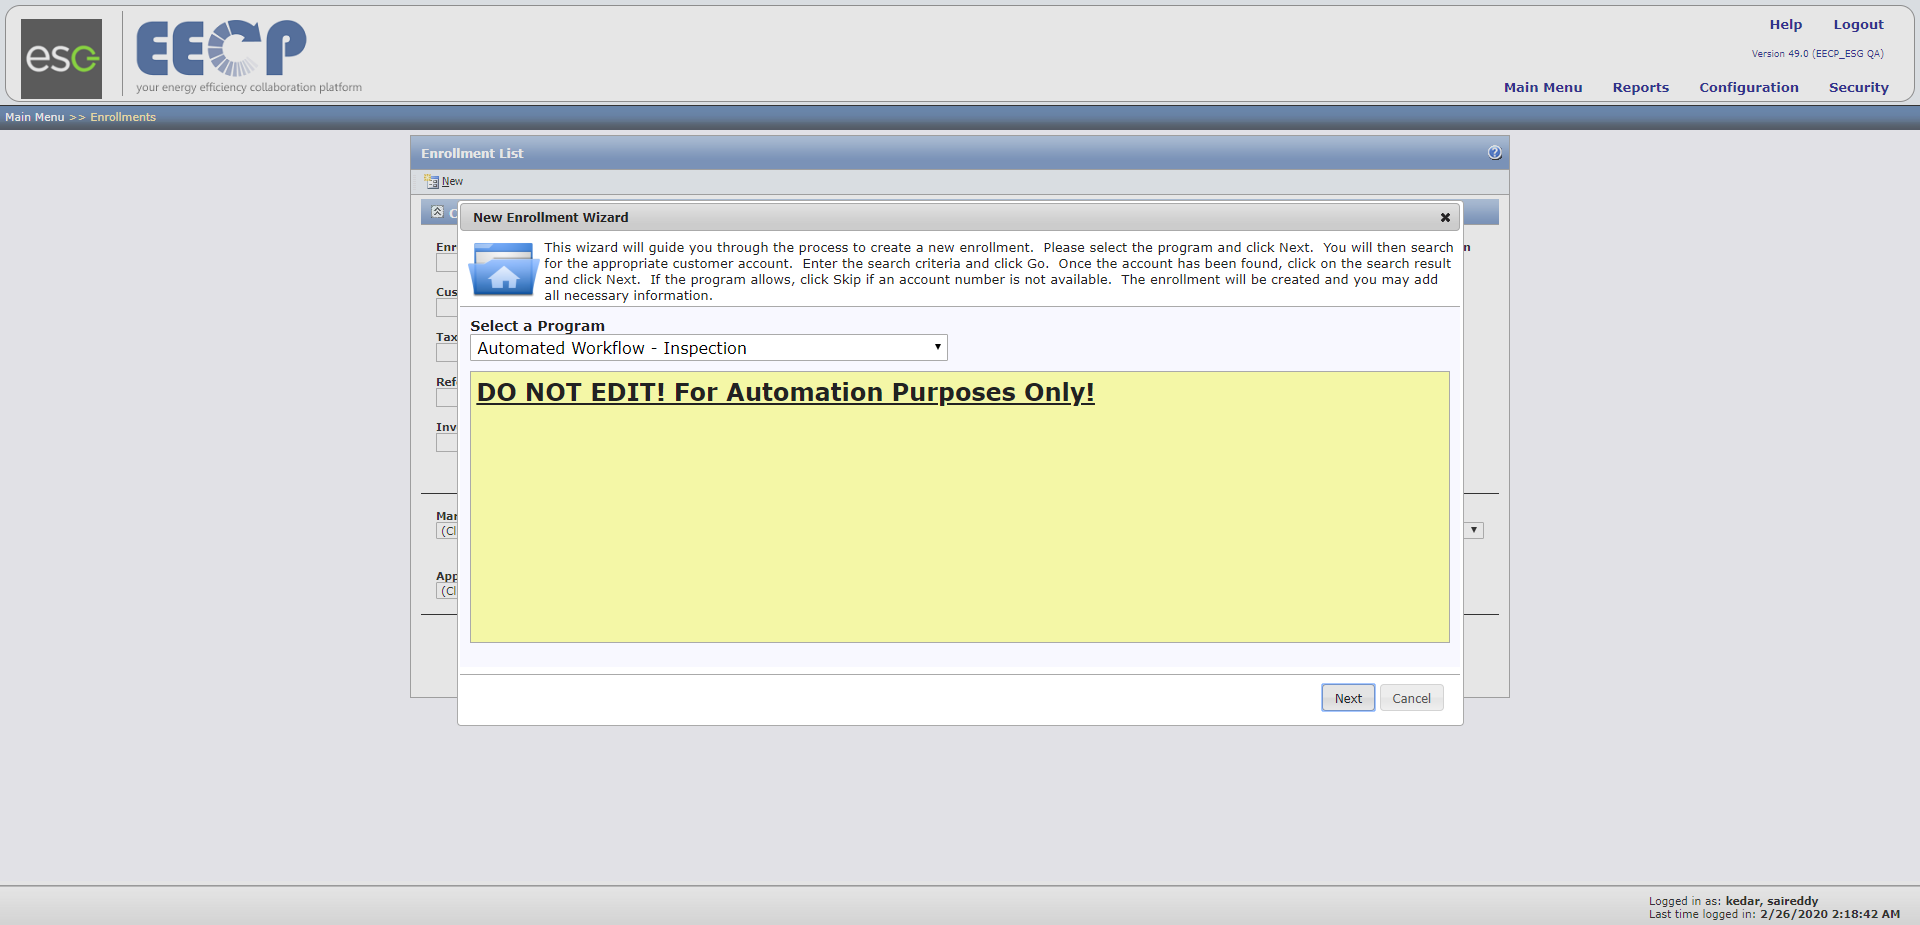 esc
EECP
your energy efficiency collaboration platform
Help Logout
Version 49.0 (EECP_ESG QA)
Main Menu Reports Configuration Security
Main Menu >> Enrollments
Enrollment List
?
New
C
New Enrollment Wizard
This wizard will guide you through the process to create a new enrollment. Please select the program and click Next. You will then search
for the appropriate customer account. Enter the search criteria and click Go. Once the account has been found, click on the search result
and click Next. If the program allows, click Skip if an account number is not available. The enrollment will be created and you may add
all necessary information.
Enr
n
Cus
Tax
Refe
Inv
Mar
(Cl
App
(Cl
Select a Program
Automated Workflow - Inspection
DO NOT EDIT! For Automation Purposes Only!
Next Cancel
Logged in as: kedar, saireddy
Last time logged in: 2/26/2020 2:18:42 AM